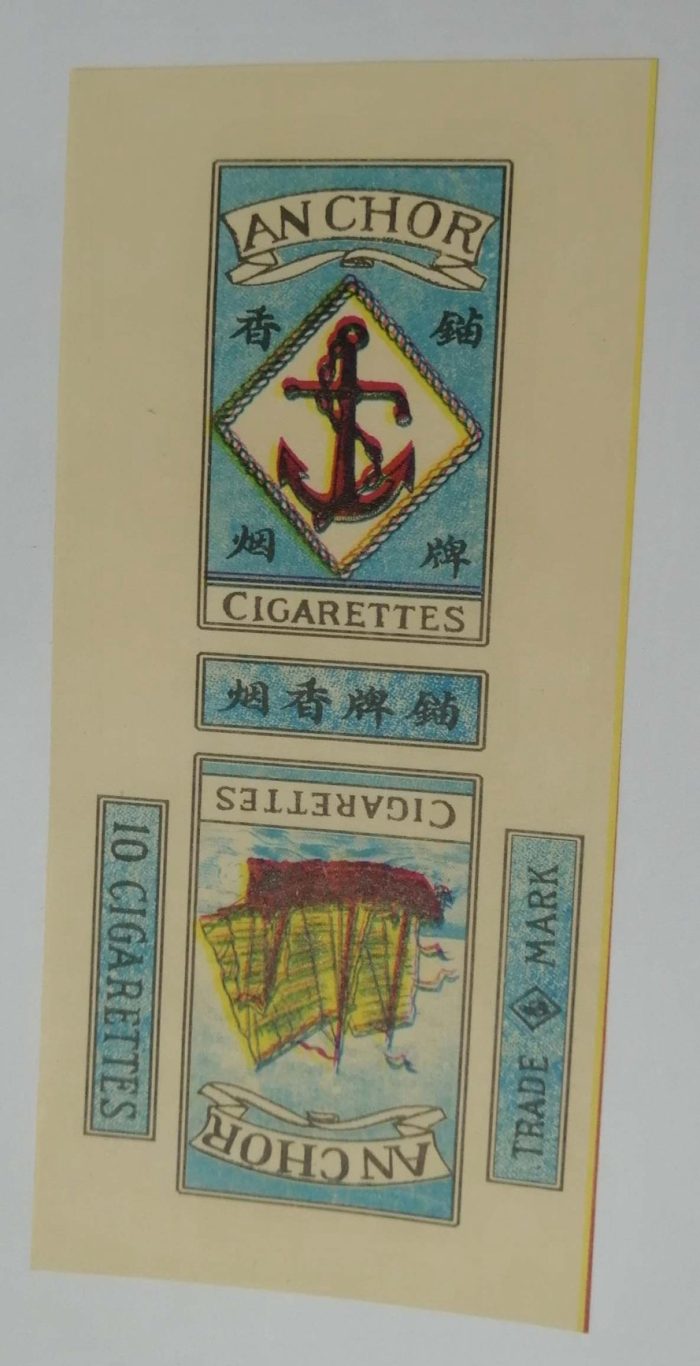 ANCHOR
錨牌
香烟
CIGARETTES
錨牌香烟
CIGARETTES
ANCHOR
10 CIGARETTES
TRADE MARK